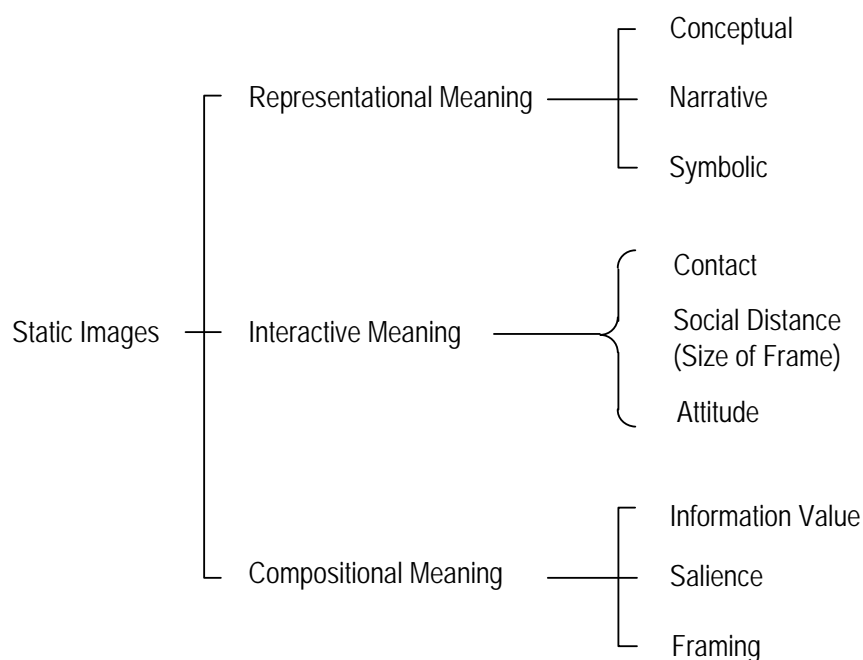 Conceptual
Representational Meaning
Narrative
Symbolic
Contact
Static Images
Interactive Meaning
Social Distance
(Size of Frame)
Attitude
Information Value
Compositional Meaning
Salience
Framing